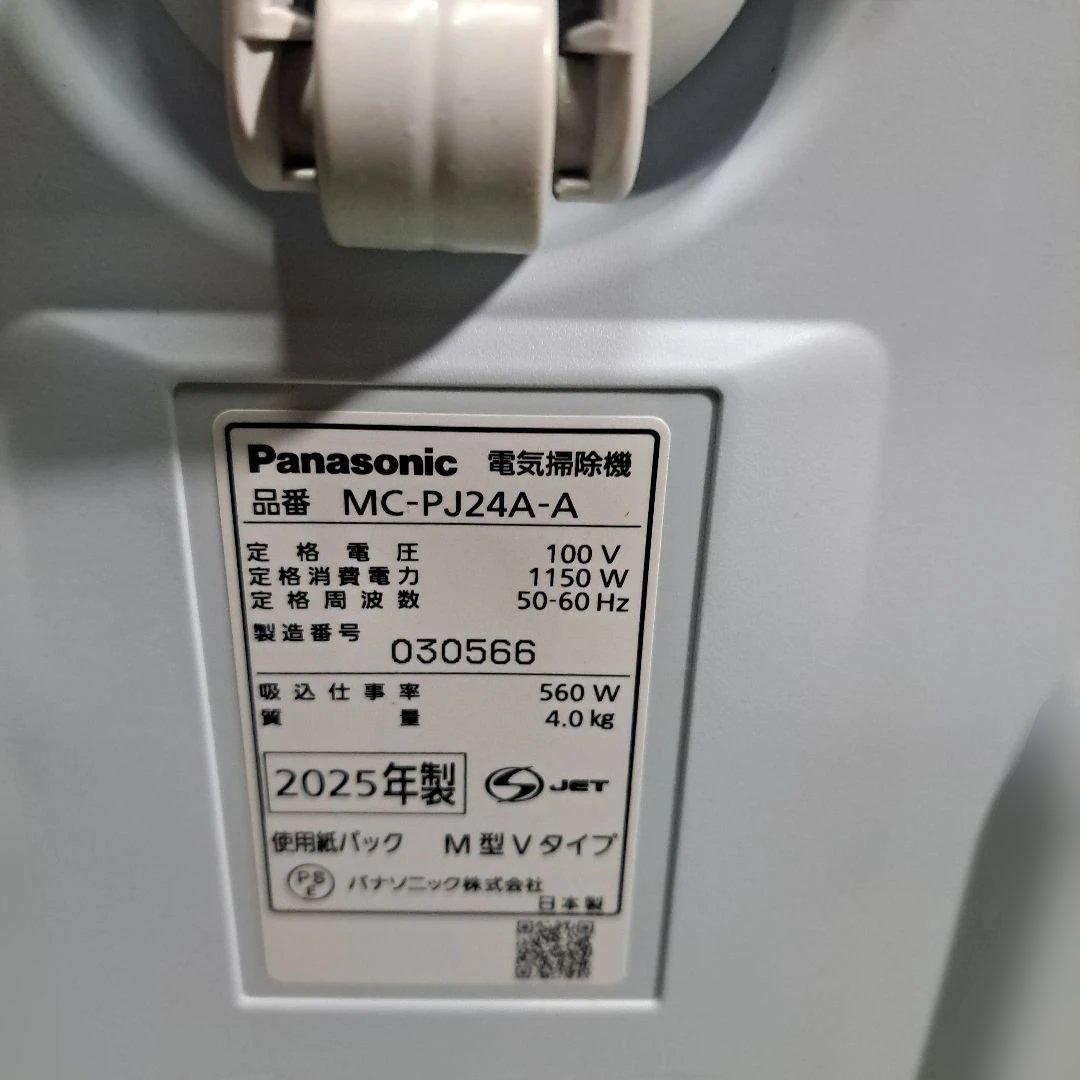 Panasonic 電気掃除機
品番 MC-PJ24A-A
定格電圧 100 V
定格消費電力 1150 W
定格周波数 50-60 Hz
製造番号 030566
吸込仕事率 560 W
質量 4.0 kg
2025年製 S JET
使用紙パック M型Vタイプ
PSE パナソニック株式会社
日本製